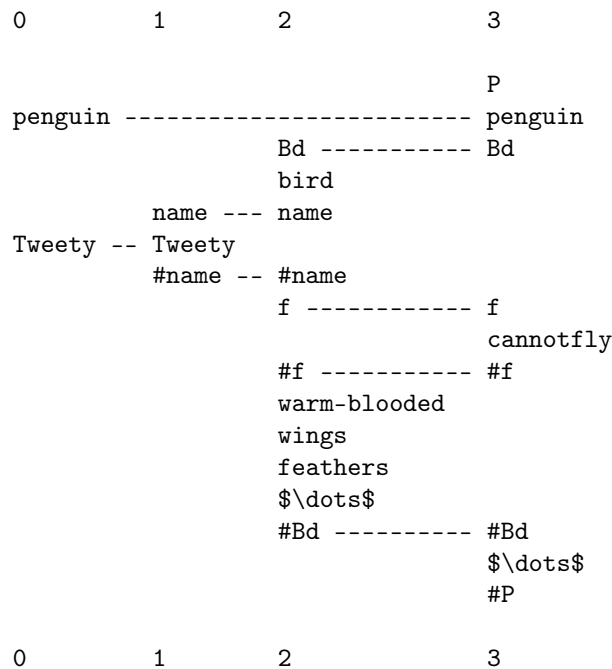 0         1        2              3
                                  P
penguin ------------------------- penguin
                   Bd ----------- Bd
                   bird
          name --- name
Tweety -- Tweety
          #name -- #name
                   f ------------ f
                                  cannotfly
                   #f ----------- #f
                   warm-blooded
                   wings
                   feathers
                   $\dots$
                   #Bd ---------- #Bd
                                  $\dots$
                                  #P
0         1        2              3